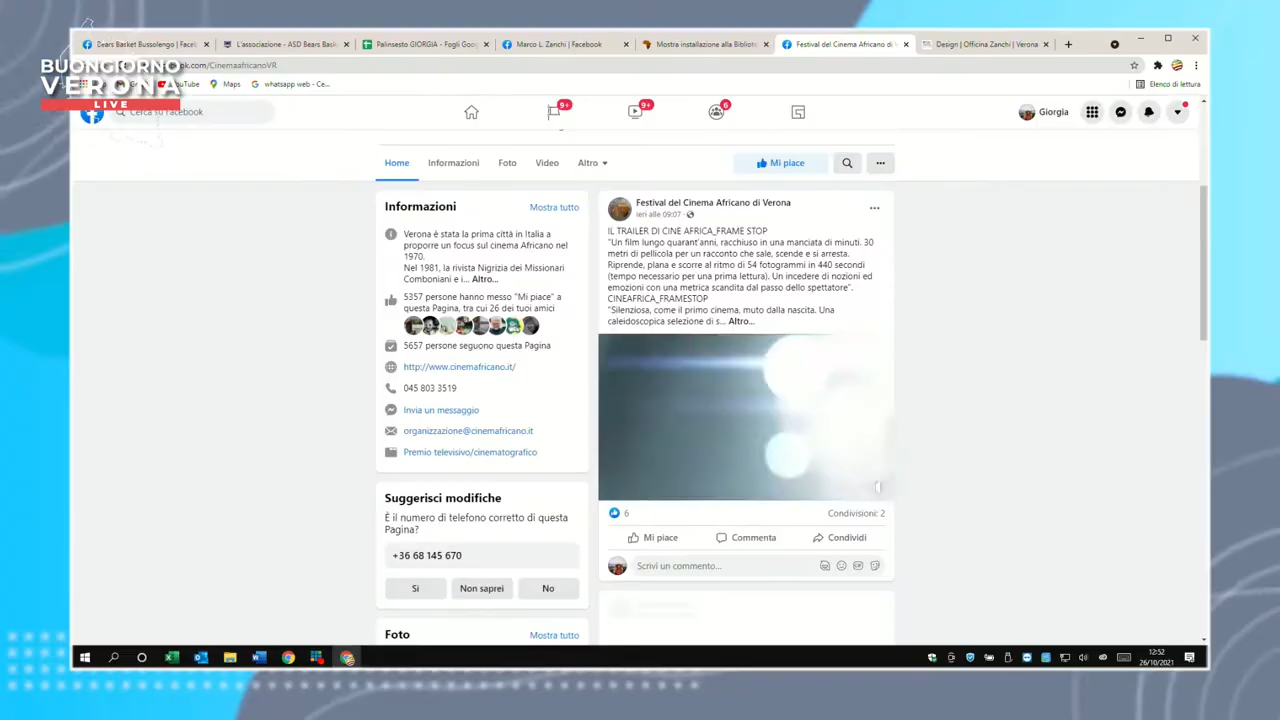 BUONGIORNO
VERONA
LIVE
Bears Basket Bussolengo | Faceb
L'associazione - ASD Bears Bask
Palinsesto GIORGIA - Fogli Goog
Marco L. Zanchi | Facebook
Mostra installazione alla Bibliote
Festival del Cinema Africano di V
Design | Officina Zanchi | Verona
ok.com/CinemaafricanoVR
YouTube
Maps
whatsapp web - Ce...
Elenco di lettura
Cerca su Facebook
9+
9+
6
Giorgia
Home
Informazioni
Foto
Video
Altro
Mi piace
Informazioni
Mostra tutto
Verona è stata la prima città in Italia a
proporre un focus sul cinema Africano nel
1970.
Nel 1981, la rivista Nigrizia dei Missionari
Comboniani e i... Altro...
5357 persone hanno messo "Mi piace" a
questa Pagina, tra cui 26 dei tuoi amici
5657 persone seguono questa Pagina
http://www.cinemafricano.it/
045 803 3519
Invia un messaggio
organizzazione@cinemafricano.it
Premio televisivo/cinematografico
Suggerisci modifiche
È il numero di telefono corretto di questa
Pagina?
+36 68 145 670
Sì
Non saprei
No
Foto
Mostra tutto
Festival del Cinema Africano di Verona
ieri alle 09:07
IL TRAILER DI CINE AFRICA_FRAME STOP
"Un film lungo quarant'anni, racchiuso in una manciata di minuti. 30
metri di pellicola per un racconto che sale, scende e si arresta.
Riprende, plana e scorre al ritmo di 54 fotogrammi in 440 secondi
(tempo necessario per una prima lettura). Un incedere di nozioni ed
emozioni con una metrica scandita dal passo dello spettatore".
CINEAFRICA_FRAMESTOP
"Silenziosa, come il primo cinema, muto dalla nascita. Una
caleidoscopica selezione di s... Altro...
6
Condivisioni: 2
Mi piace
Commenta
Condividi
Scrivi un commento...
12:52
26/10/2021